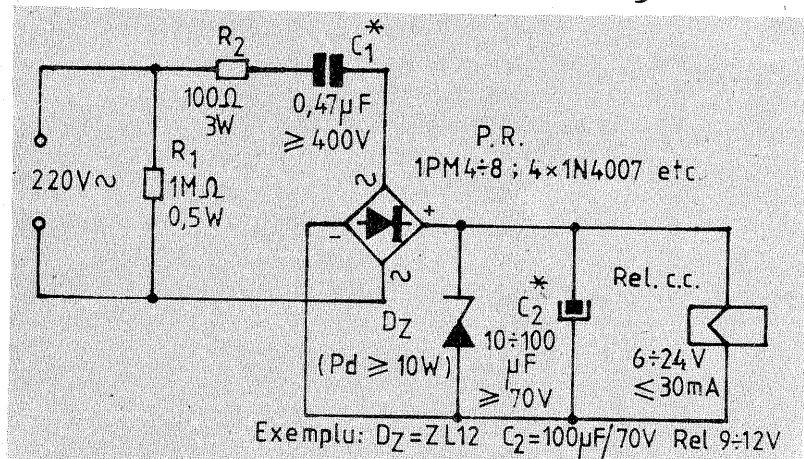 R2
C1*
100Ω
3W
0,47µF
≥ 400V
R1
1MΩ
0,5W
220V~
P.R.
1PM4÷8 ; 4×1N4007 etc.
~
- +
~
DZ
(Pd ≥ 10W)
*
C2
10÷100
µF
≥ 70V
Rel. c.c.
6÷24V
≤ 30mA
Exemplu: DZ=ZL12 C2=100µF/70V Rel 9÷12V